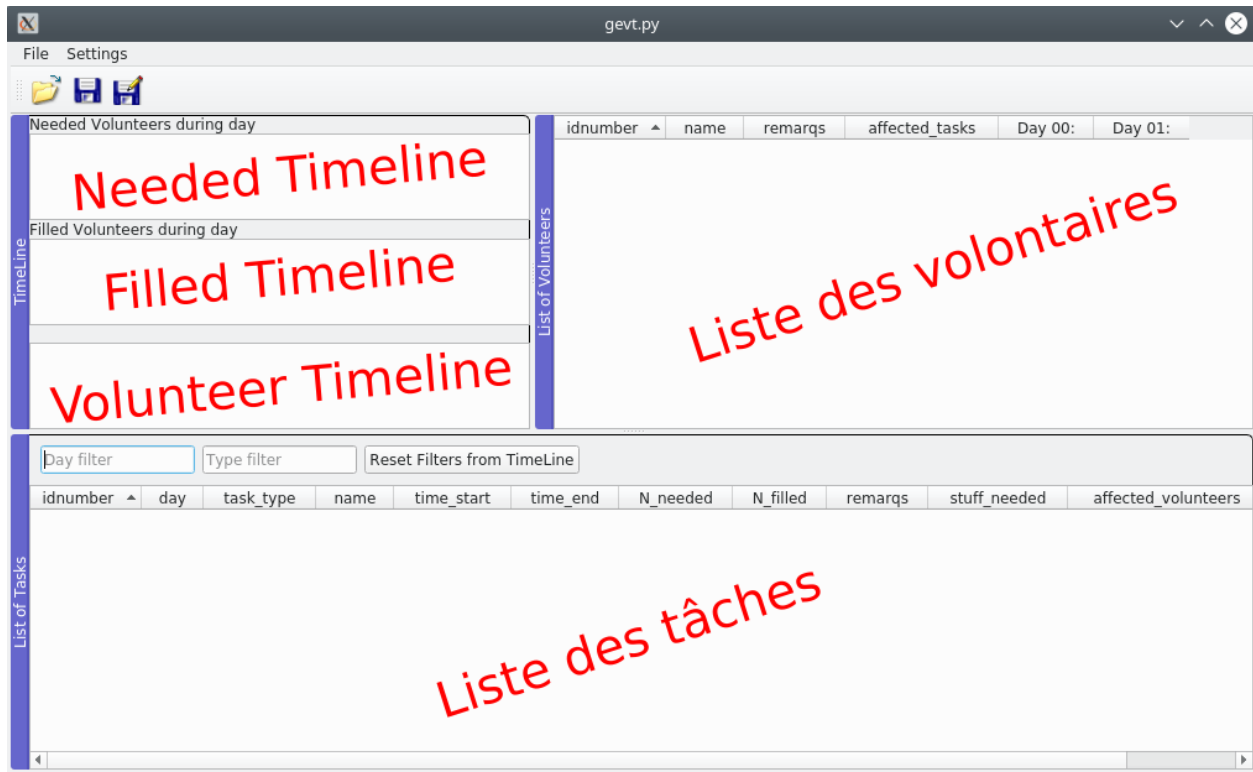 gevt.py
File Settings
TimeLine
Needed Volunteers during day
Needed Timeline
Filled Volunteers during day
Filled Timeline
Volunteer Timeline
List of Volunteers
idnumber name remarqs affected_tasks Day 00: Day 01:
Liste des volontaires
List of Tasks
Day filter Type filter Reset Filters from TimeLine
idnumber day task_type name time_start time_end N_needed N_filled remarqs stuff_needed affected_volunteers
Liste des tâches